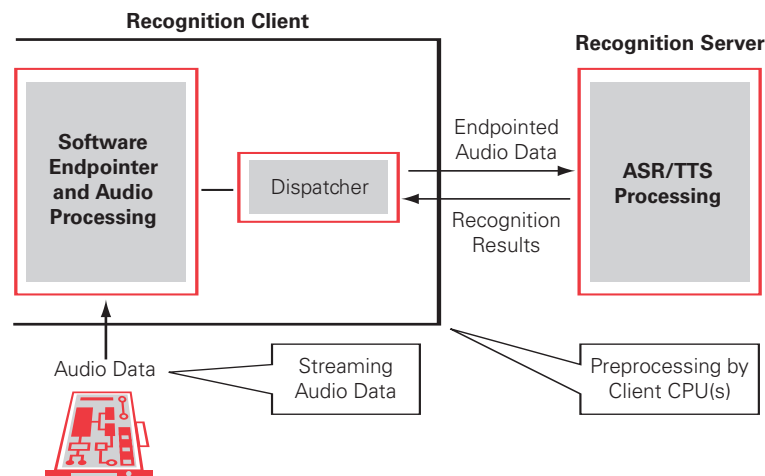 Recognition Client
Recognition Server
Software
Endpointer
and Audio
Processing
Dispatcher
Endpointed
Audio Data
Recognition
Results
ASR/TTS
Processing
Audio Data
Streaming
Audio Data
Preprocessing by
Client CPU(s)